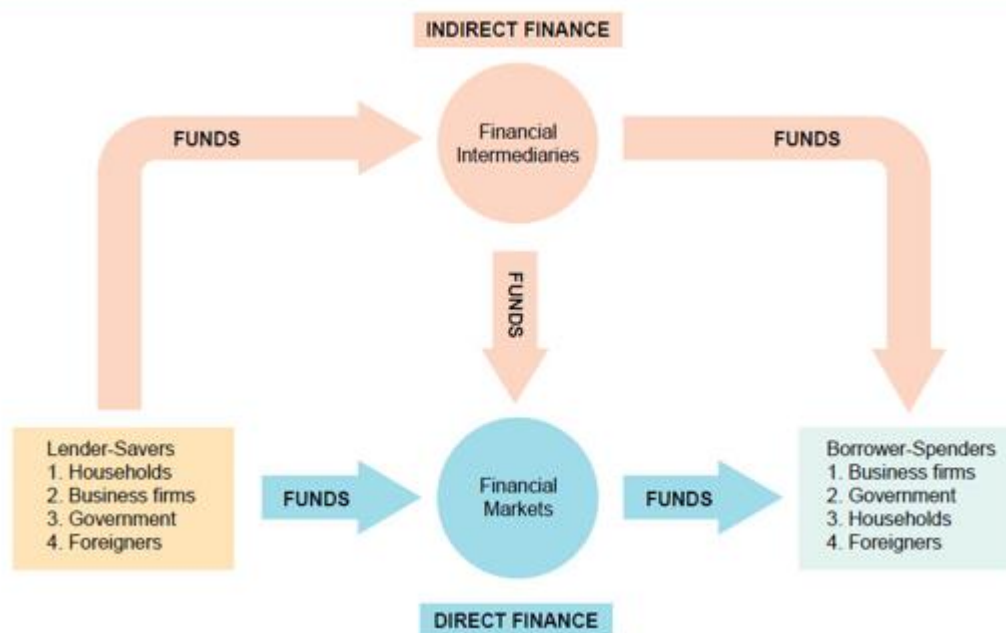 INDIRECT FINANCE
FUNDS
Financial
Intermediaries
FUNDS
FUNDS
Lender-Savers
1. Households
2. Business firms
3. Government
4. Foreigners
FUNDS
Financial
Markets
FUNDS
Borrower-Spenders
1. Business firms
2. Government
3. Households
4. Foreigners
DIRECT FINANCE